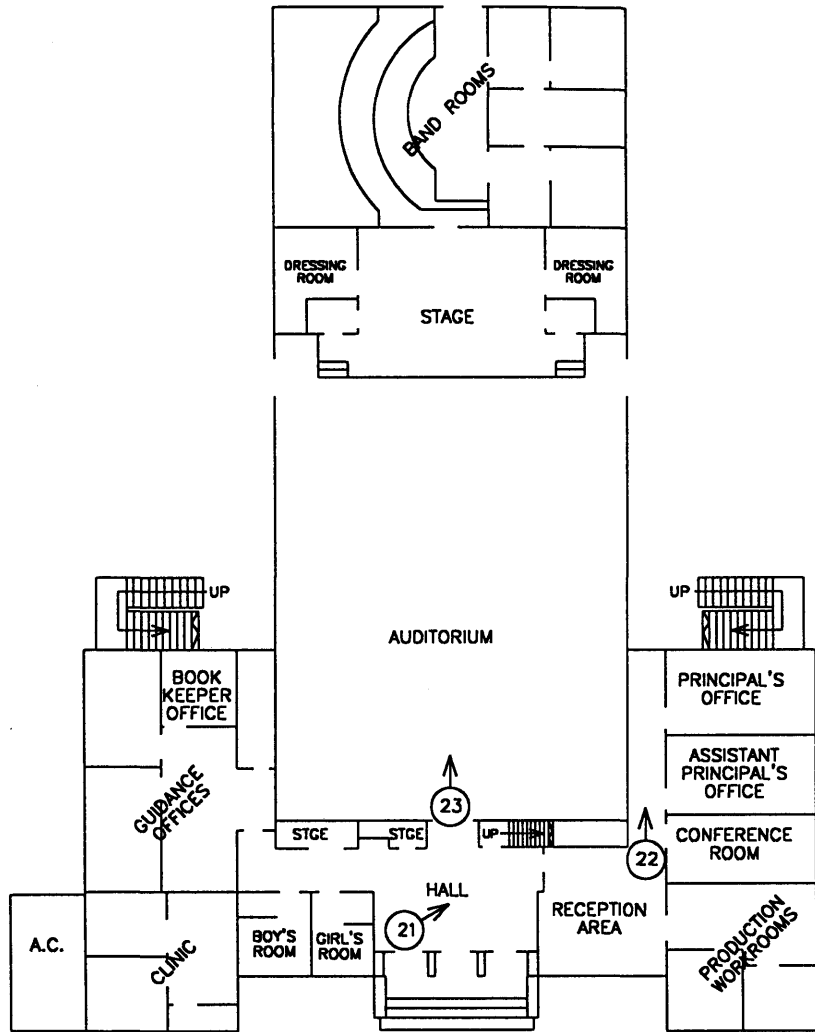 BAND ROOMS
DRESSING
ROOM
DRESSING
ROOM
STAGE
UP
UP
AUDITORIUM
BOOK
KEEPER
OFFICE
PRINCIPAL'S
OFFICE
ASSISTANT
PRINCIPAL'S
OFFICE
GUIDANCE
OFFICES
23
STGE
STGE
UP
22
CONFERENCE
ROOM
HALL
21
RECEPTION
AREA
A.C.
CLINIC
BOY'S
ROOM
GIRL'S
ROOM
PRODUCTION
WORKROOMS